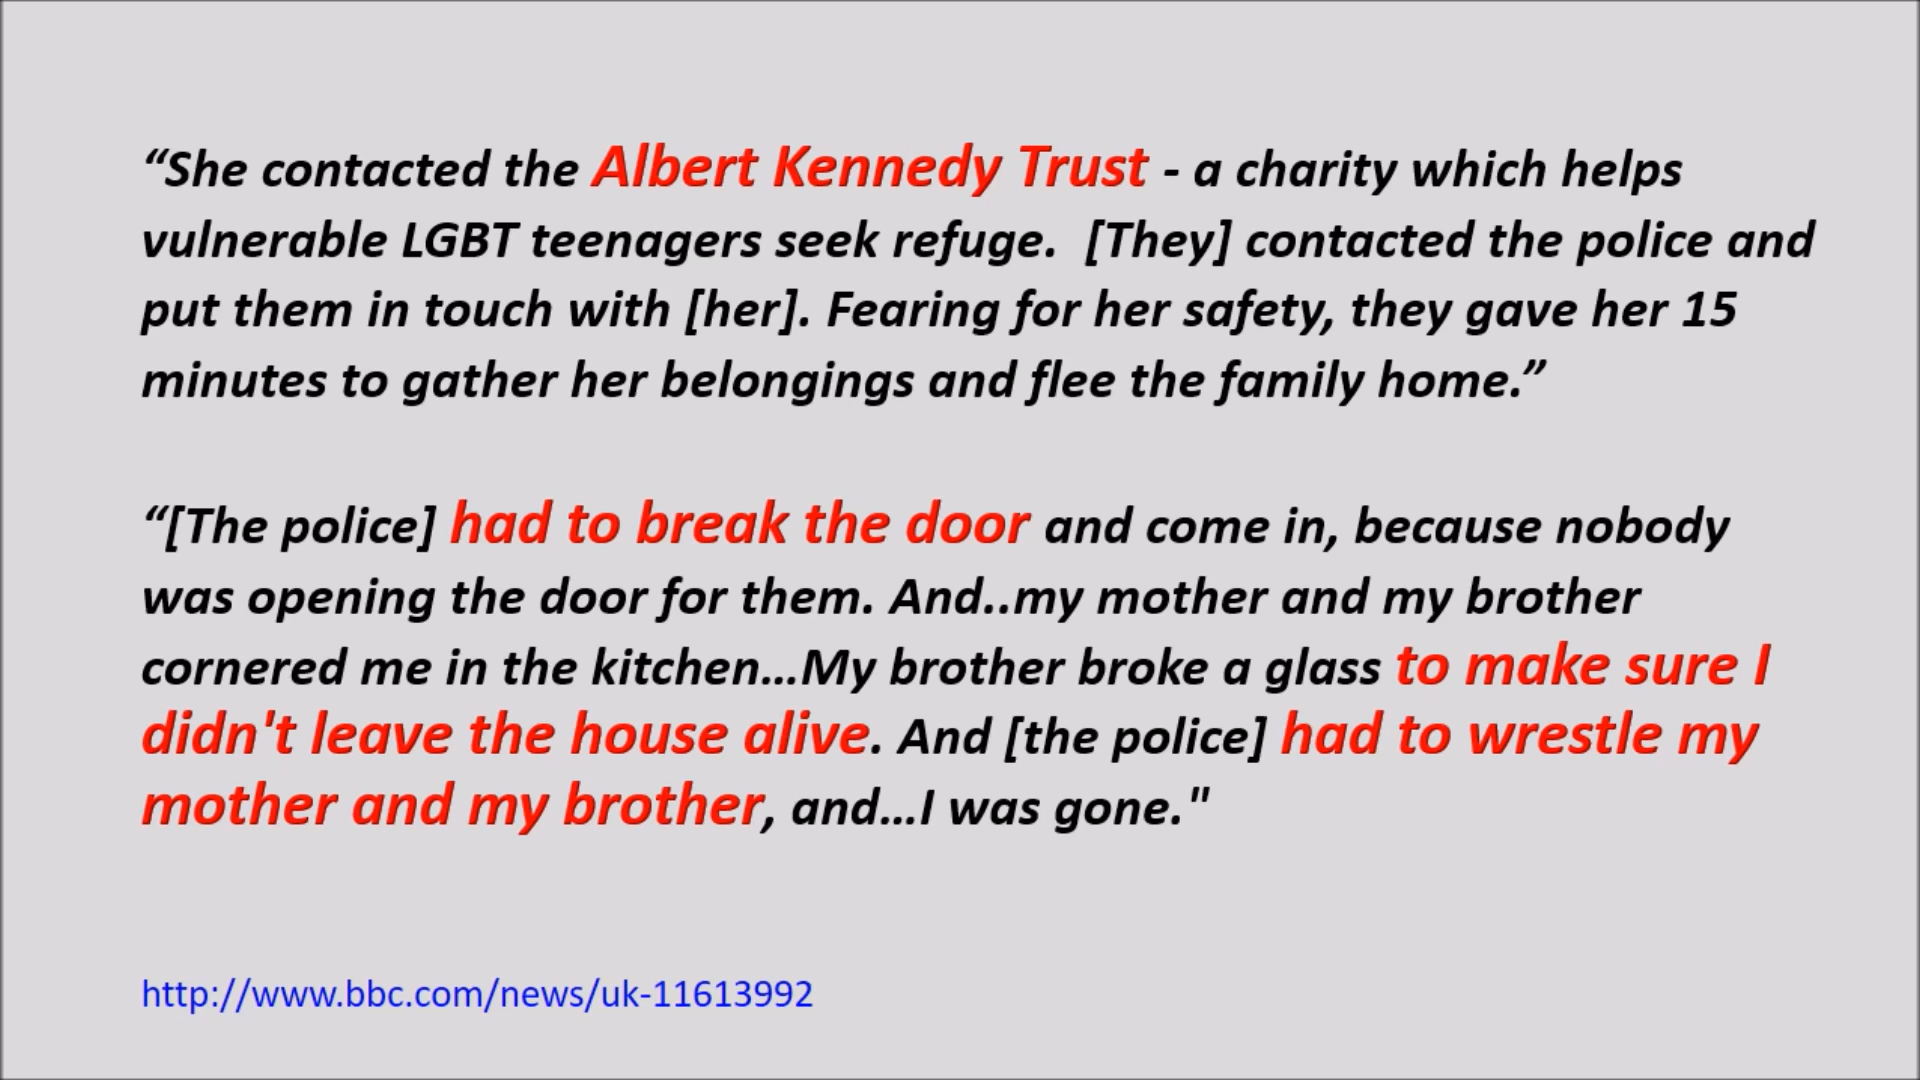 “She contacted the Albert Kennedy Trust - a charity which helps
vulnerable LGBT teenagers seek refuge.  [They] contacted the police and
put them in touch with [her]. Fearing for her safety, they gave her 15
minutes to gather her belongings and flee the family home.”
“[The police] had to break the door and come in, because nobody
was opening the door for them. And..my mother and my brother
cornered me in the kitchen...My brother broke a glass to make sure I
didn't leave the house alive. And [the police] had to wrestle my
mother and my brother, and...I was gone."
http://www.bbc.com/news/uk-11613992